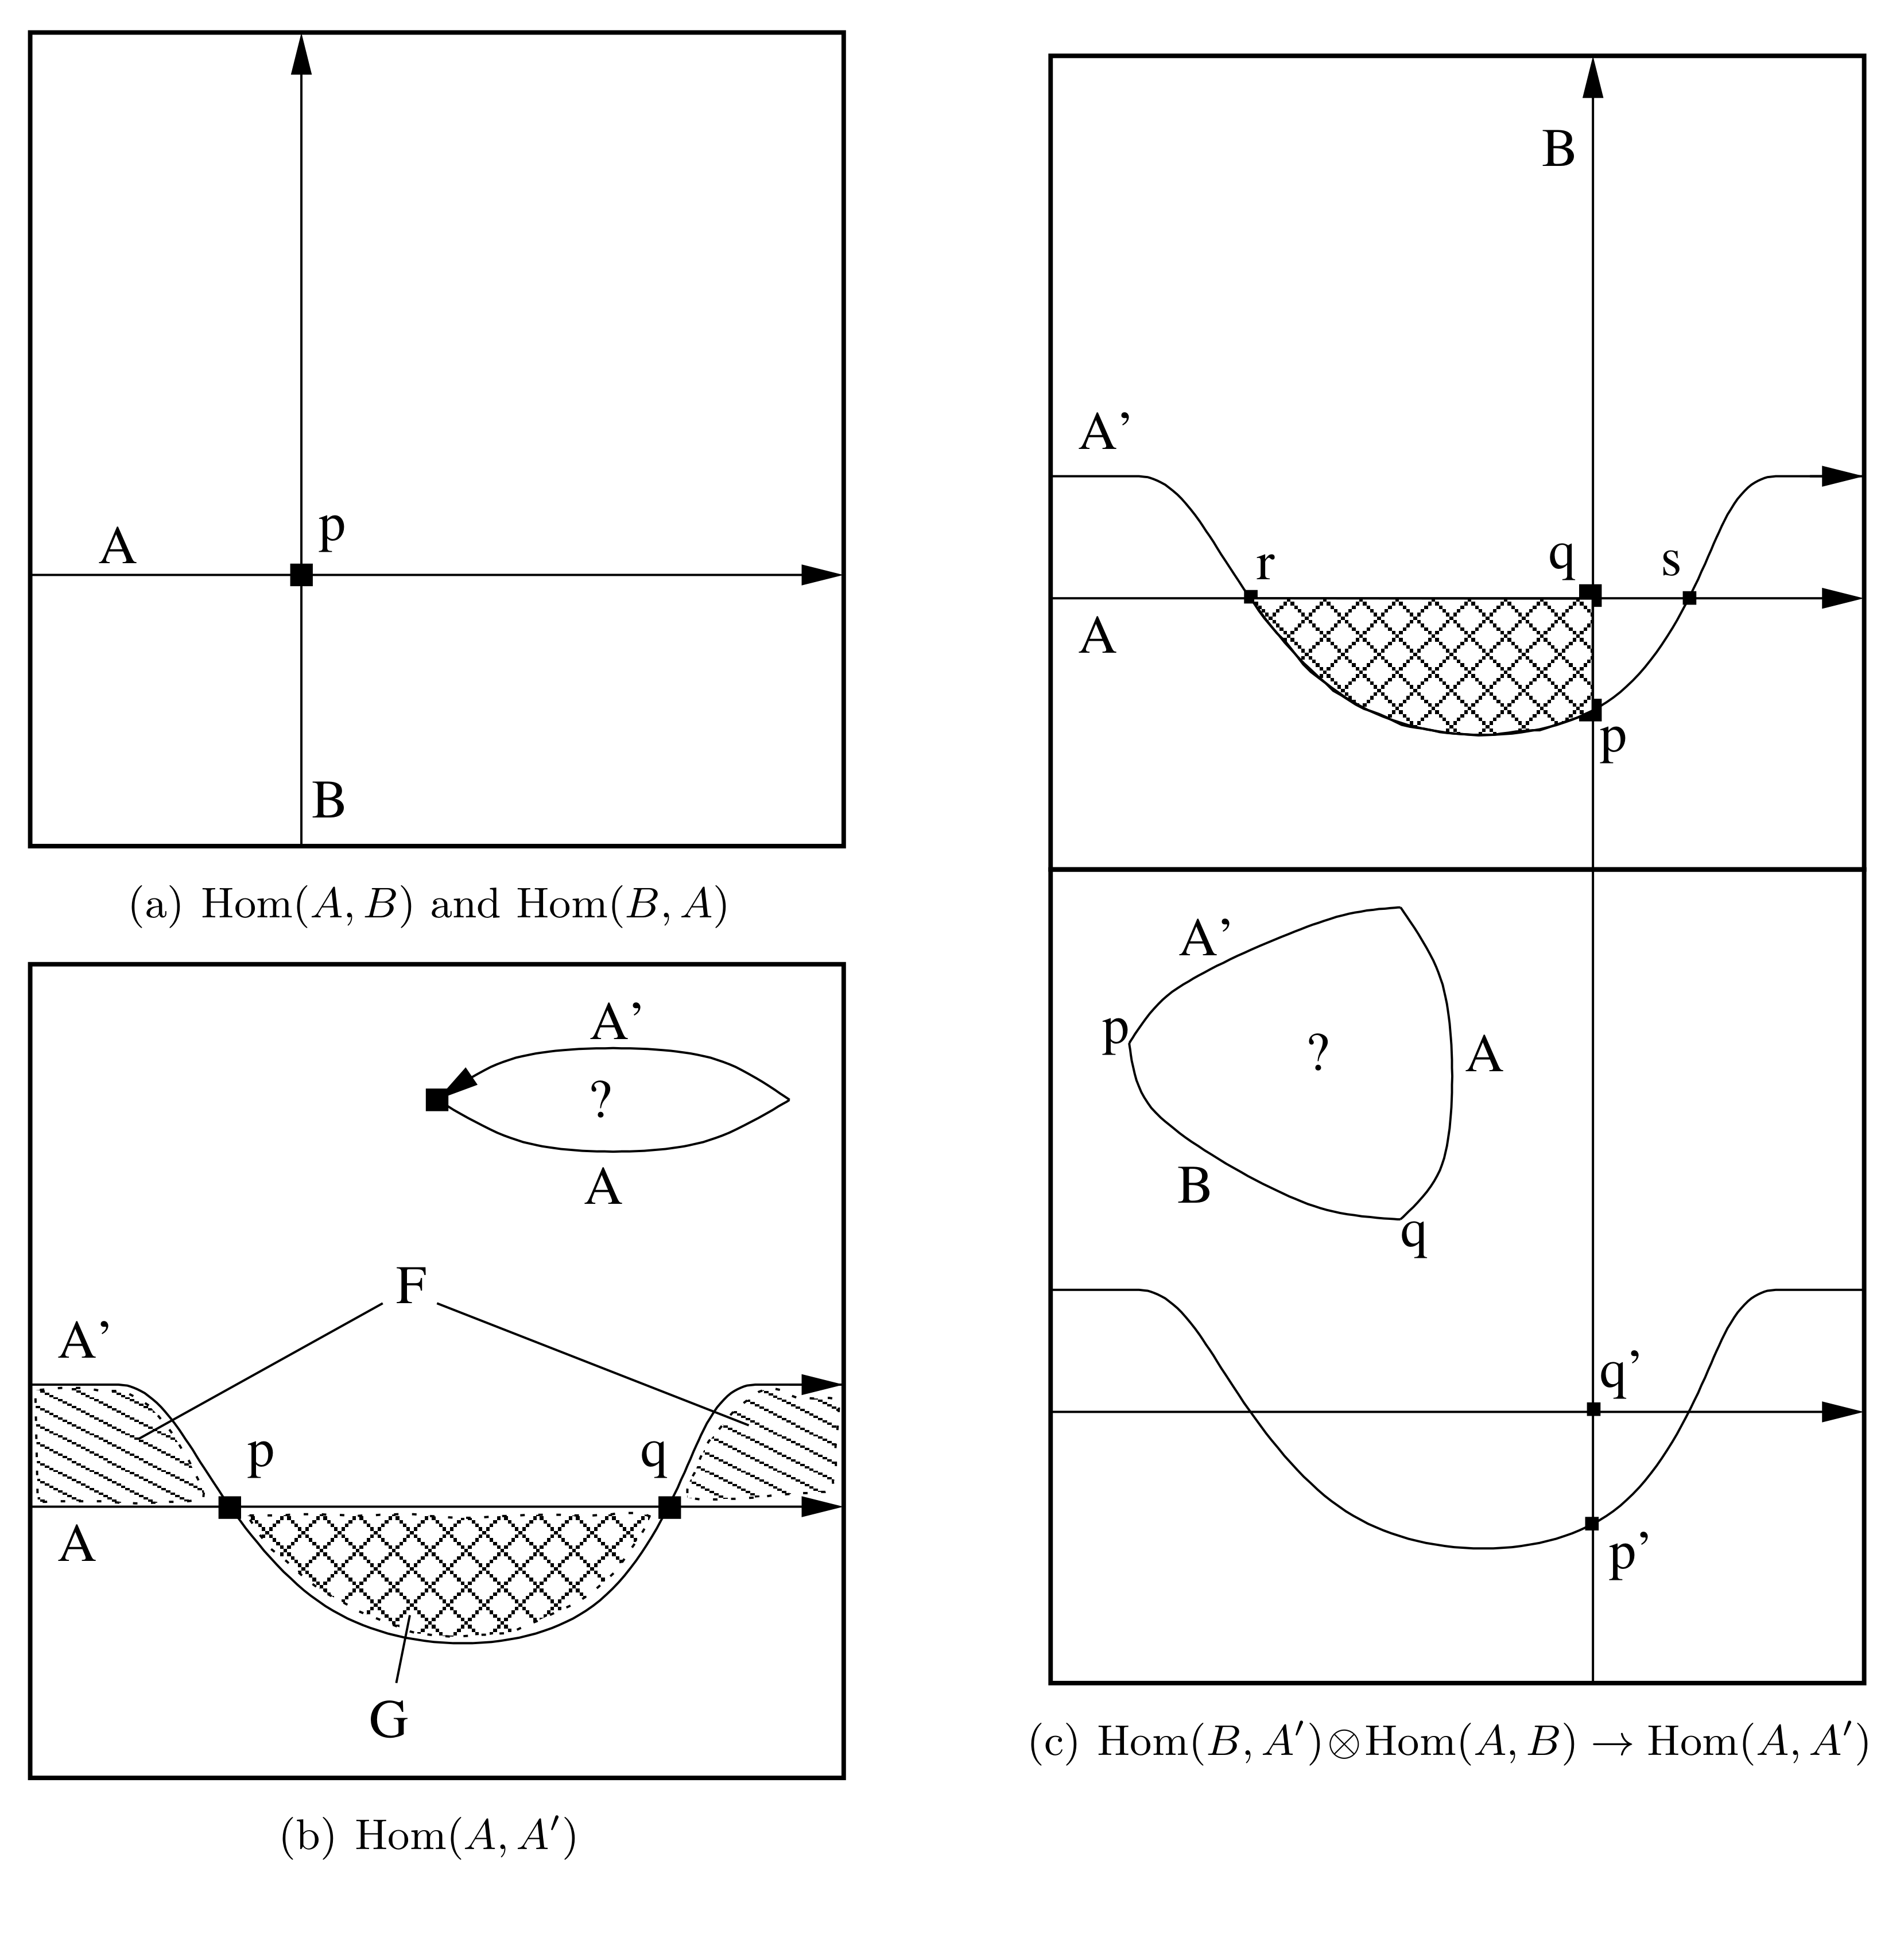 A
p
B
(a) Hom(A, B) and Hom(B, A)
A'
?
A
F
A'
p
q
A
G
(b) Hom(A, A′)
B
A'
r
q
s
A
p
A'
p
?
A
B
q
q'
p'
(c) Hom(B, A′)⊗Hom(A, B) → Hom(A, A′)